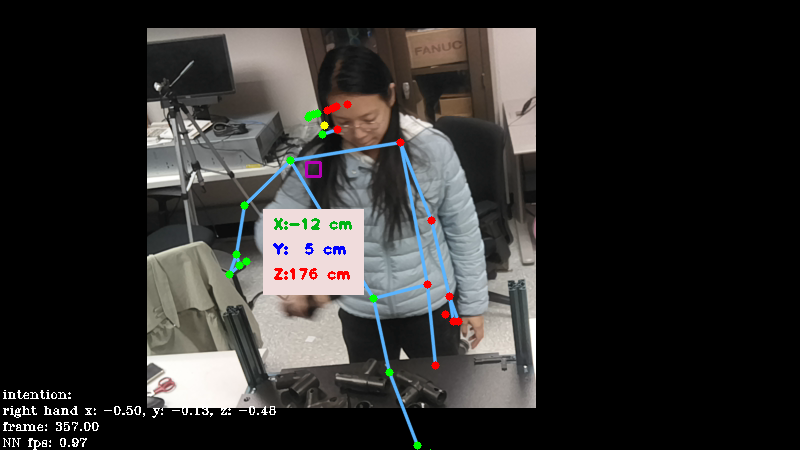 FANUC
X:-12 cm
Y: 5 cm
Z:176 cm
intention:
right hand x: -0.50, y: -0.13, z: -0.48
frame: 357.00
NN fps: 0.97